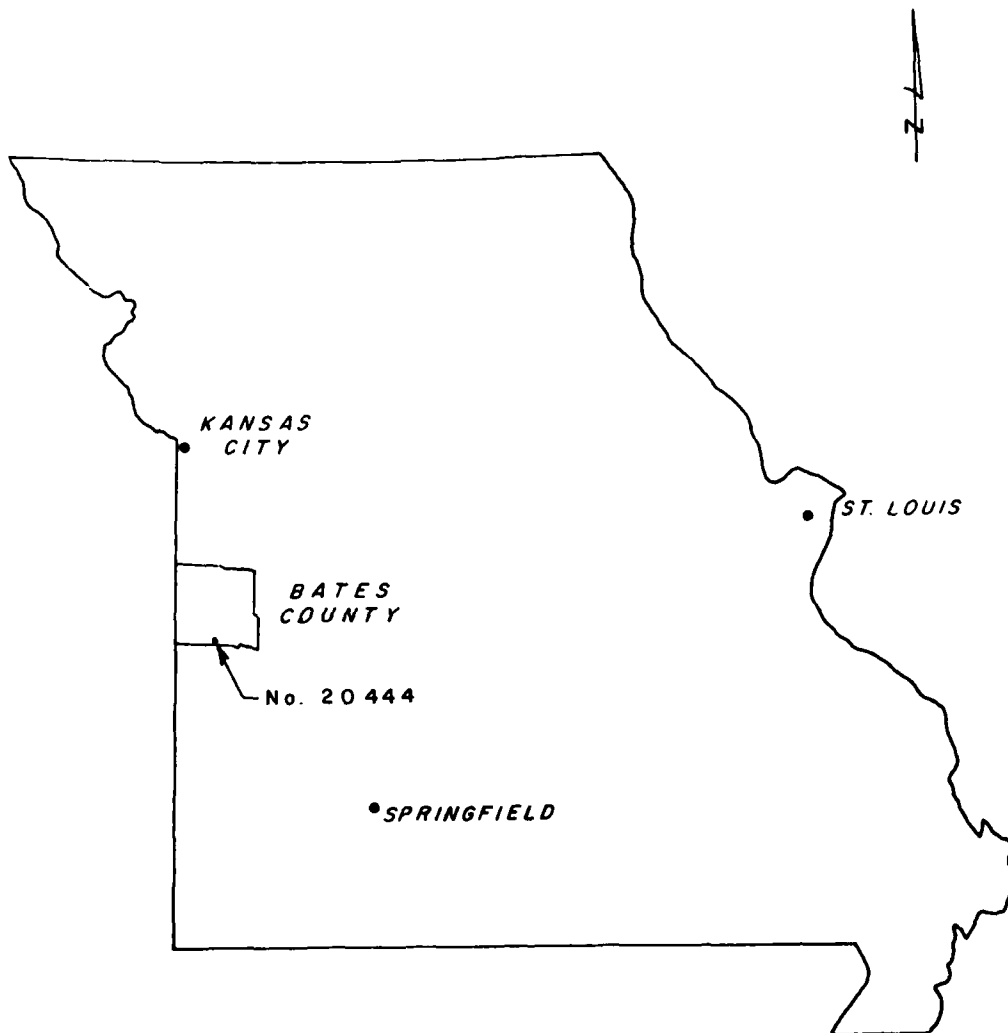 N
KANSAS
CITY
ST. LOUIS
BATES
COUNTY
No. 20444
SPRINGFIELD